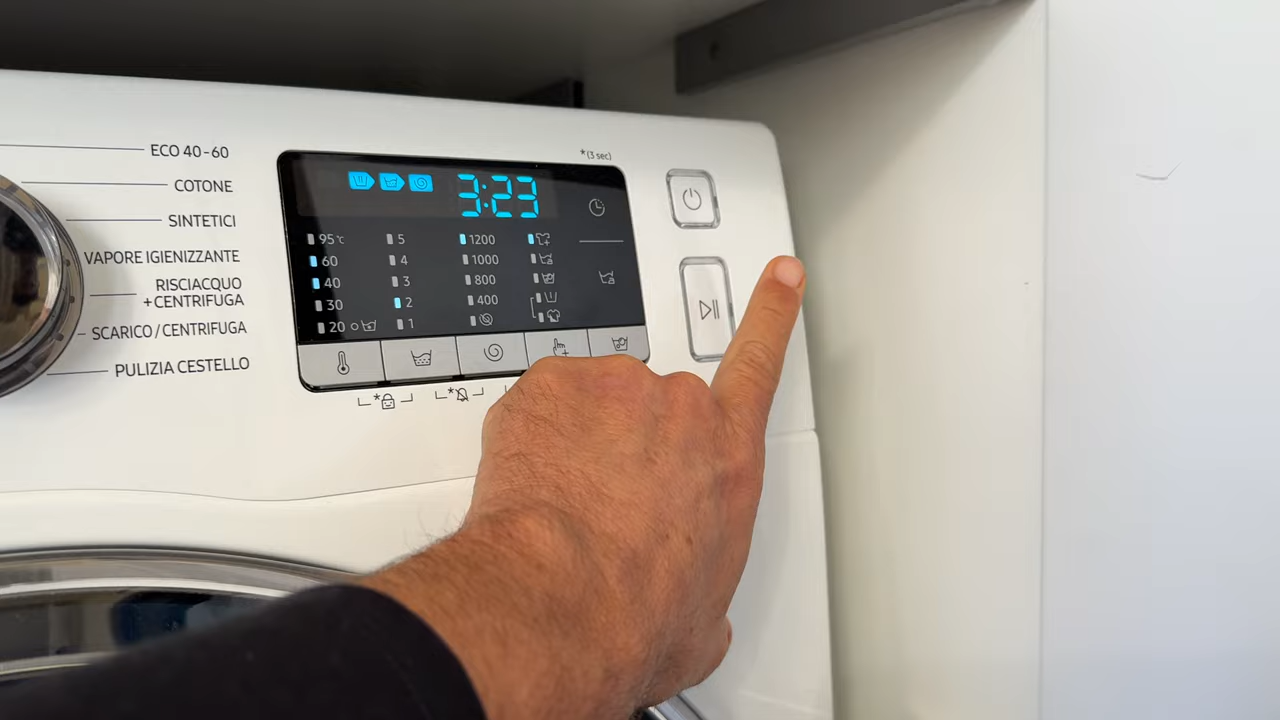 ECO 40-60
COTONE
SINTETICI
VAPORE IGIENIZZANTE
RISCIACQUO
+CENTRIFUGA
SCARICO/CENTRIFUGA
PULIZIA CESTELLO
*(3 sec)
3:23
95℃ 5 1200
60 4 1000
40 3 800
30 2 400
20 1
* *